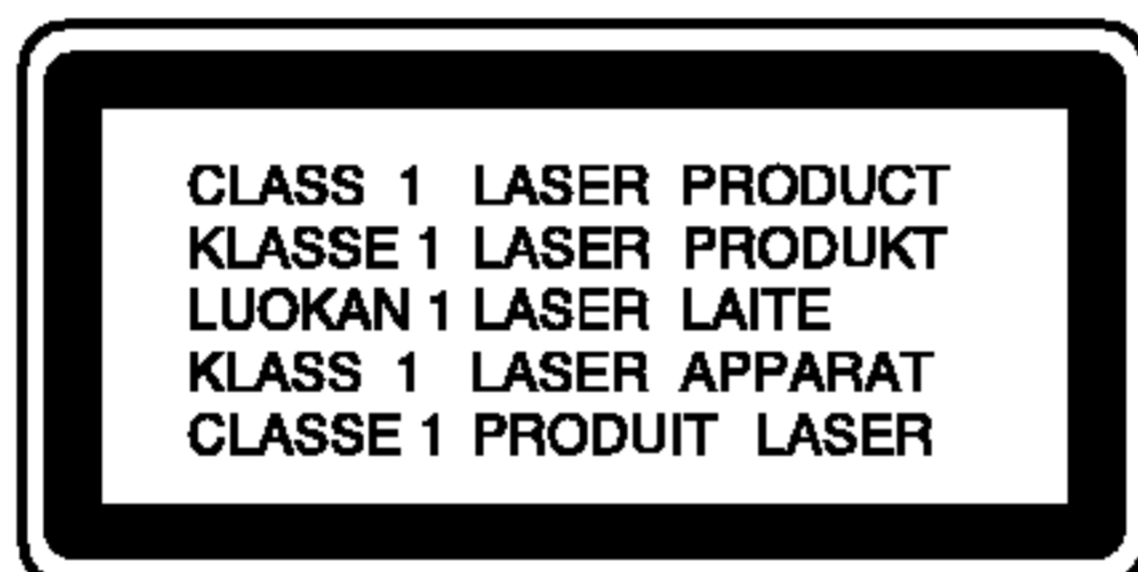 CLASS 1 LASER PRODUCT
KLASSE 1 LASER PRODUKT
LUOKAN 1 LASER LAITE
KLASS 1 LASER APPARAT
CLASSE 1 PRODUIT LASER